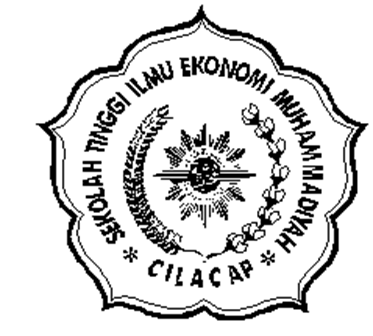 SEKOLAH TINGGI ILMU EKONOMI MUHAMMADIYAH
* CILACAP *